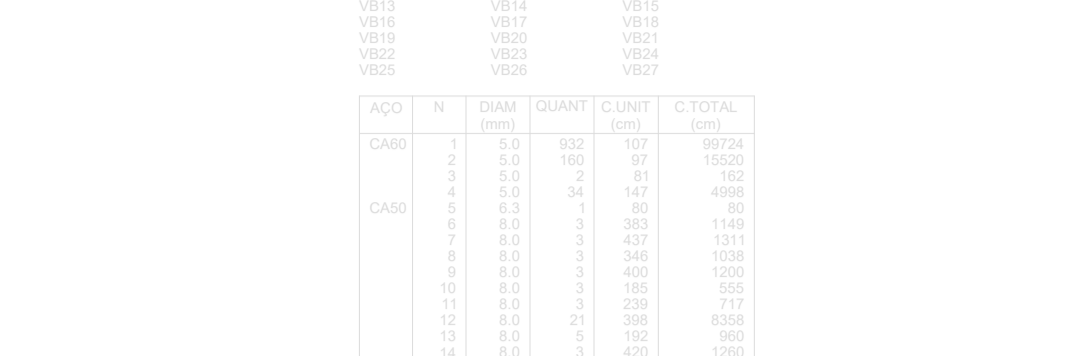 VB13 VB14 VB15
VB16 VB17 VB18
VB19 VB20 VB21
VB22 VB23 VB24
VB25 VB26 VB27
AÇO N DIAM QUANT C.UNIT C.TOTAL
(mm) (cm) (cm)
CA60 1 5.0 932 107 99724
2 5.0 160 97 15520
3 5.0 2 81 162
4 5.0 34 147 4998
CA50 5 6.3 1 80 80
6 8.0 3 383 1149
7 8.0 3 437 1311
8 8.0 3 346 1038
9 8.0 3 400 1200
10 8.0 3 185 555
11 8.0 3 239 717
12 8.0 21 398 8358
13 8.0 5 192 960
14 8.0 3 420 1260